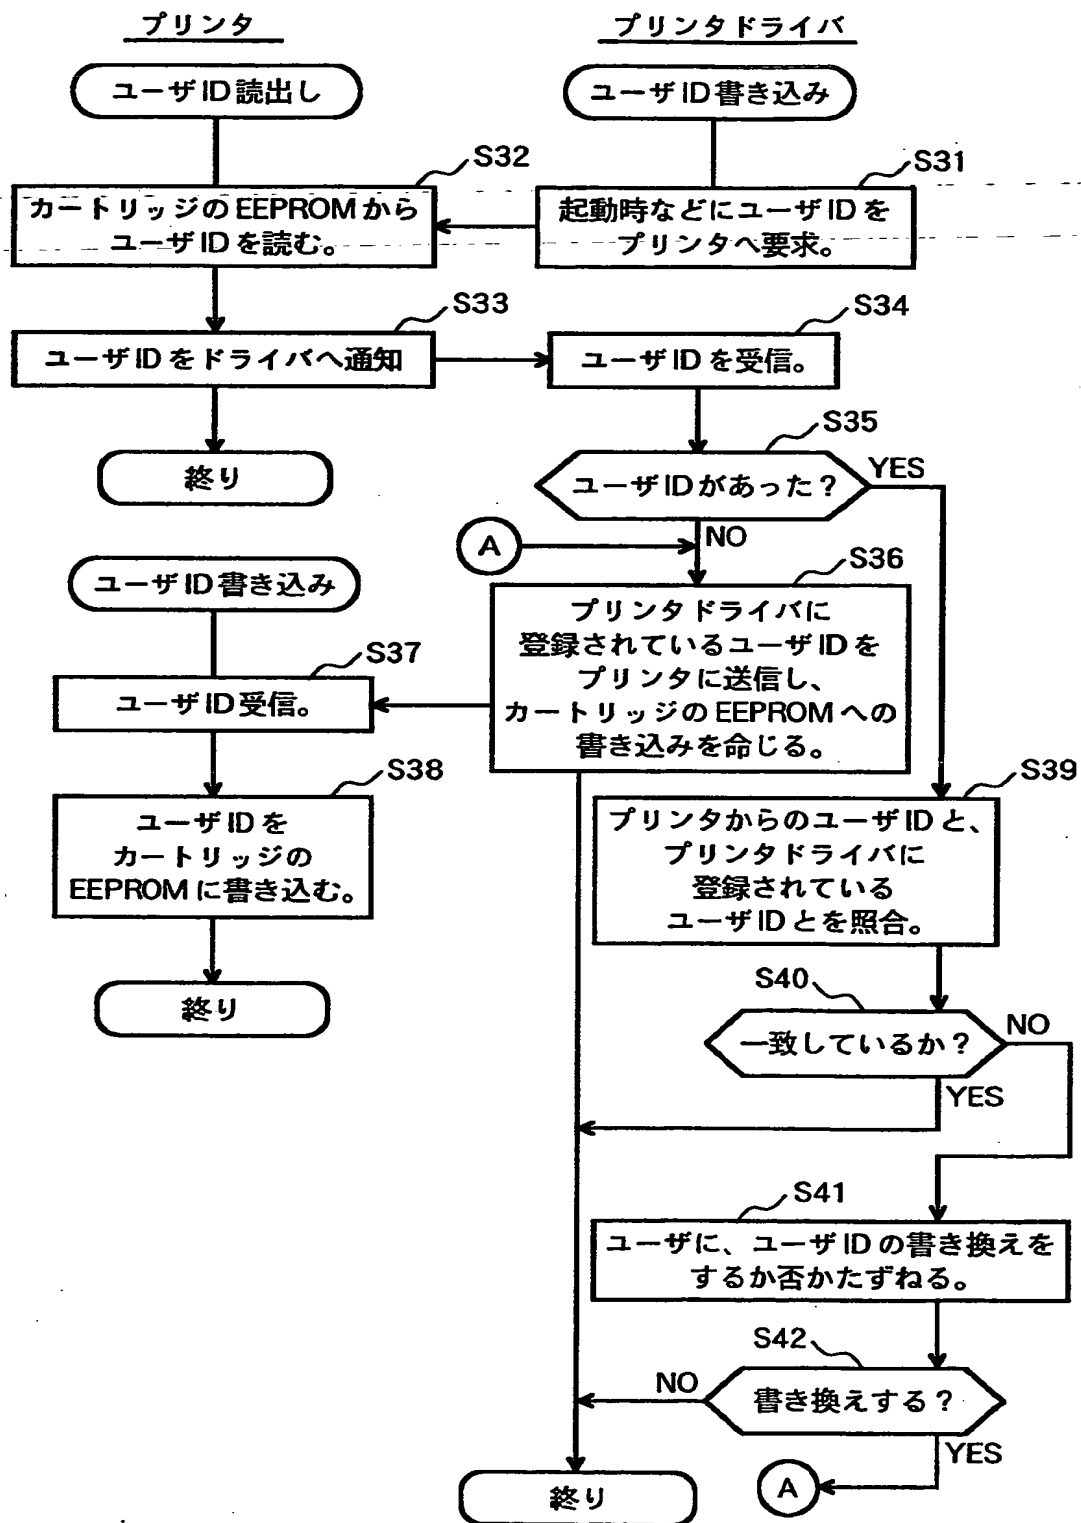 プリンタ
プリンタドライバ
ユーザID読出し
ユーザID書き込み
S32
S31
カートリッジのEEPROMから
ユーザIDを読む。
起動時などにユーザIDを
プリンタへ要求。
S33
S34
ユーザIDをドライバへ通知
ユーザIDを受信。
S35
終り
ユーザIDがあった？
YES
A
NO
ユーザID書き込み
S36
プリンタドライバに
登録されているユーザIDを
プリンタに送信し、
カートリッジのEEPROMへの
書き込みを命じる。
S37
ユーザID受信。
S38
ユーザIDを
カートリッジの
EEPROMに書き込む。
終り
S39
プリンタからのユーザIDと、
プリンタドライバに
登録されている
ユーザIDとを照合。
S40
一致しているか？
NO
YES
S41
ユーザに、ユーザIDの書き換えを
するか否かたずねる。
S42
書き換えする？
NO
YES
A
終り